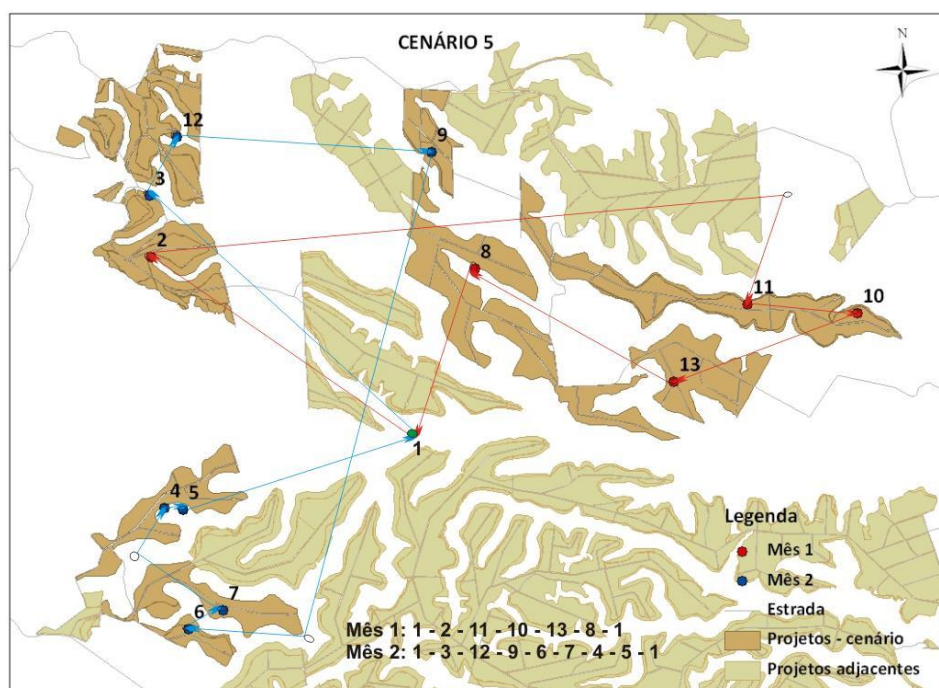 CENÁRIO 5
N
12
9
3
2
8
11
10
13
1
4 5
7
6
Legenda
Mês 1
Mês 2
Estrada
Projetos - cenário
Projetos adjacentes
Mês 1: 1 - 2 - 11 - 10 - 13 - 8 - 1
Mês 2: 1 - 3 - 12 - 9 - 6 - 7 - 4 - 5 - 1